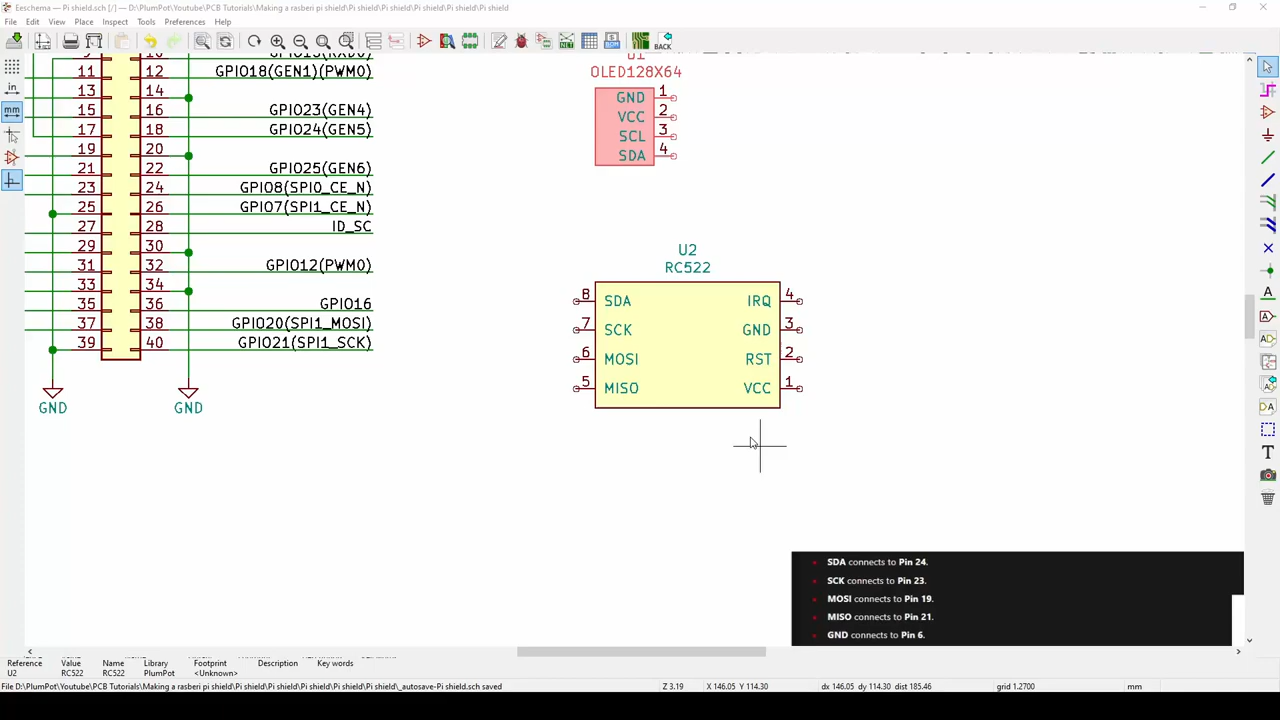 Eeschema — Pi shield.sch [/] — D:\PlumPot\Youtube\PCB Tutorials\Making a rasberi pi shield\Pi shield\Pi shield\Pi shield\Pi shield
File Edit View Place Inspect Tools Preferences Help
BACK
in
mm
11 12 GPIO18(GEN1)(PWM0)
13 14
15 16 GPIO23(GEN4)
17 18 GPIO24(GEN5)
19 20
21 22 GPIO25(GEN6)
23 24 GPIO8(SPI0_CE_N)
25 26 GPIO7(SPI1_CE_N)
27 28 ID_SC
29 30
31 32 GPIO12(PWM0)
33 34
35 36 GPIO16
37 38 GPIO20(SPI1_MOSI)
39 40 GPIO21(SPI1_SCK)
GND GND
OLED128X64
GND 1
VCC 2
SCL 3
SDA 4
U2
RC522
8 SDA IRQ 4
7 SCK GND 3
6 MOSI RST 2
5 MISO VCC 1
SDA connects to Pin 24.
SCK connects to Pin 23.
MOSI connects to Pin 19.
MISO connects to Pin 21.
GND connects to Pin 6.
Reference Value Name Library Footprint Description Key words
U2 RC522 RC522 PlumPot <Unknown>
File D:\PlumPot\Youtube\PCB Tutorials\Making a rasberi pi shield\Pi shield\Pi shield\Pi shield\_autosave-Pi shield.sch saved Z 3.19 X 146.05 Y 114.30 dx 146.05 dy 114.30 dist 185.46 grid 1.2700 mm